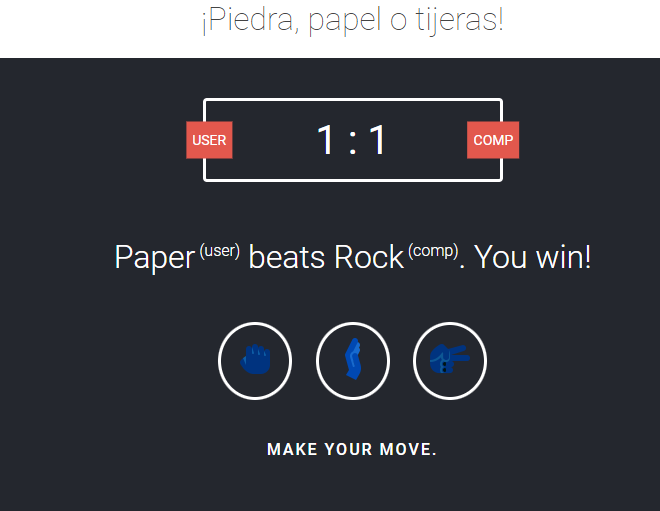 ¡Piedra, papel o tijeras!
USER 1 : 1 COMP
Paper (user) beats Rock (comp). You win!
MAKE YOUR MOVE.